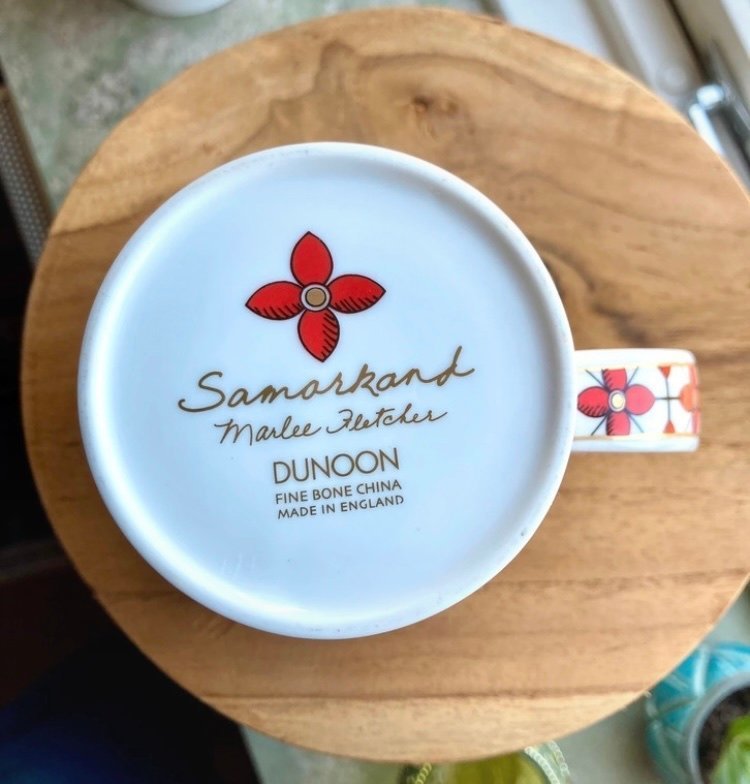 Samarkand
Marlee Fletcher
DUNOON
FINE BONE CHINA
MADE IN ENGLAND